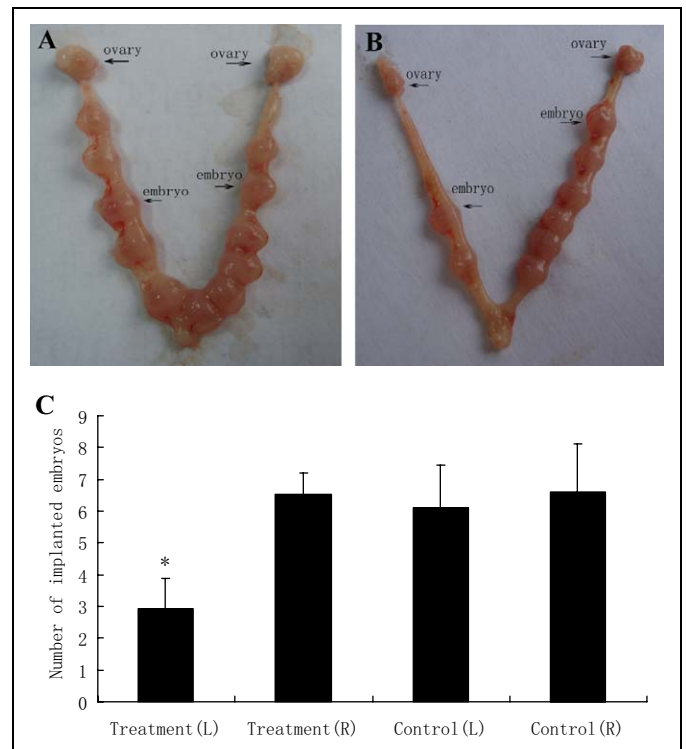 A
ovary
ovary
embryo
embryo
B
ovary
ovary
embryo
embryo
C
Number of implanted embryos
9
8
7
6
5
4
3
2
1
0
*
Treatment(L)
Treatment(R)
Control(L)
Control(R)